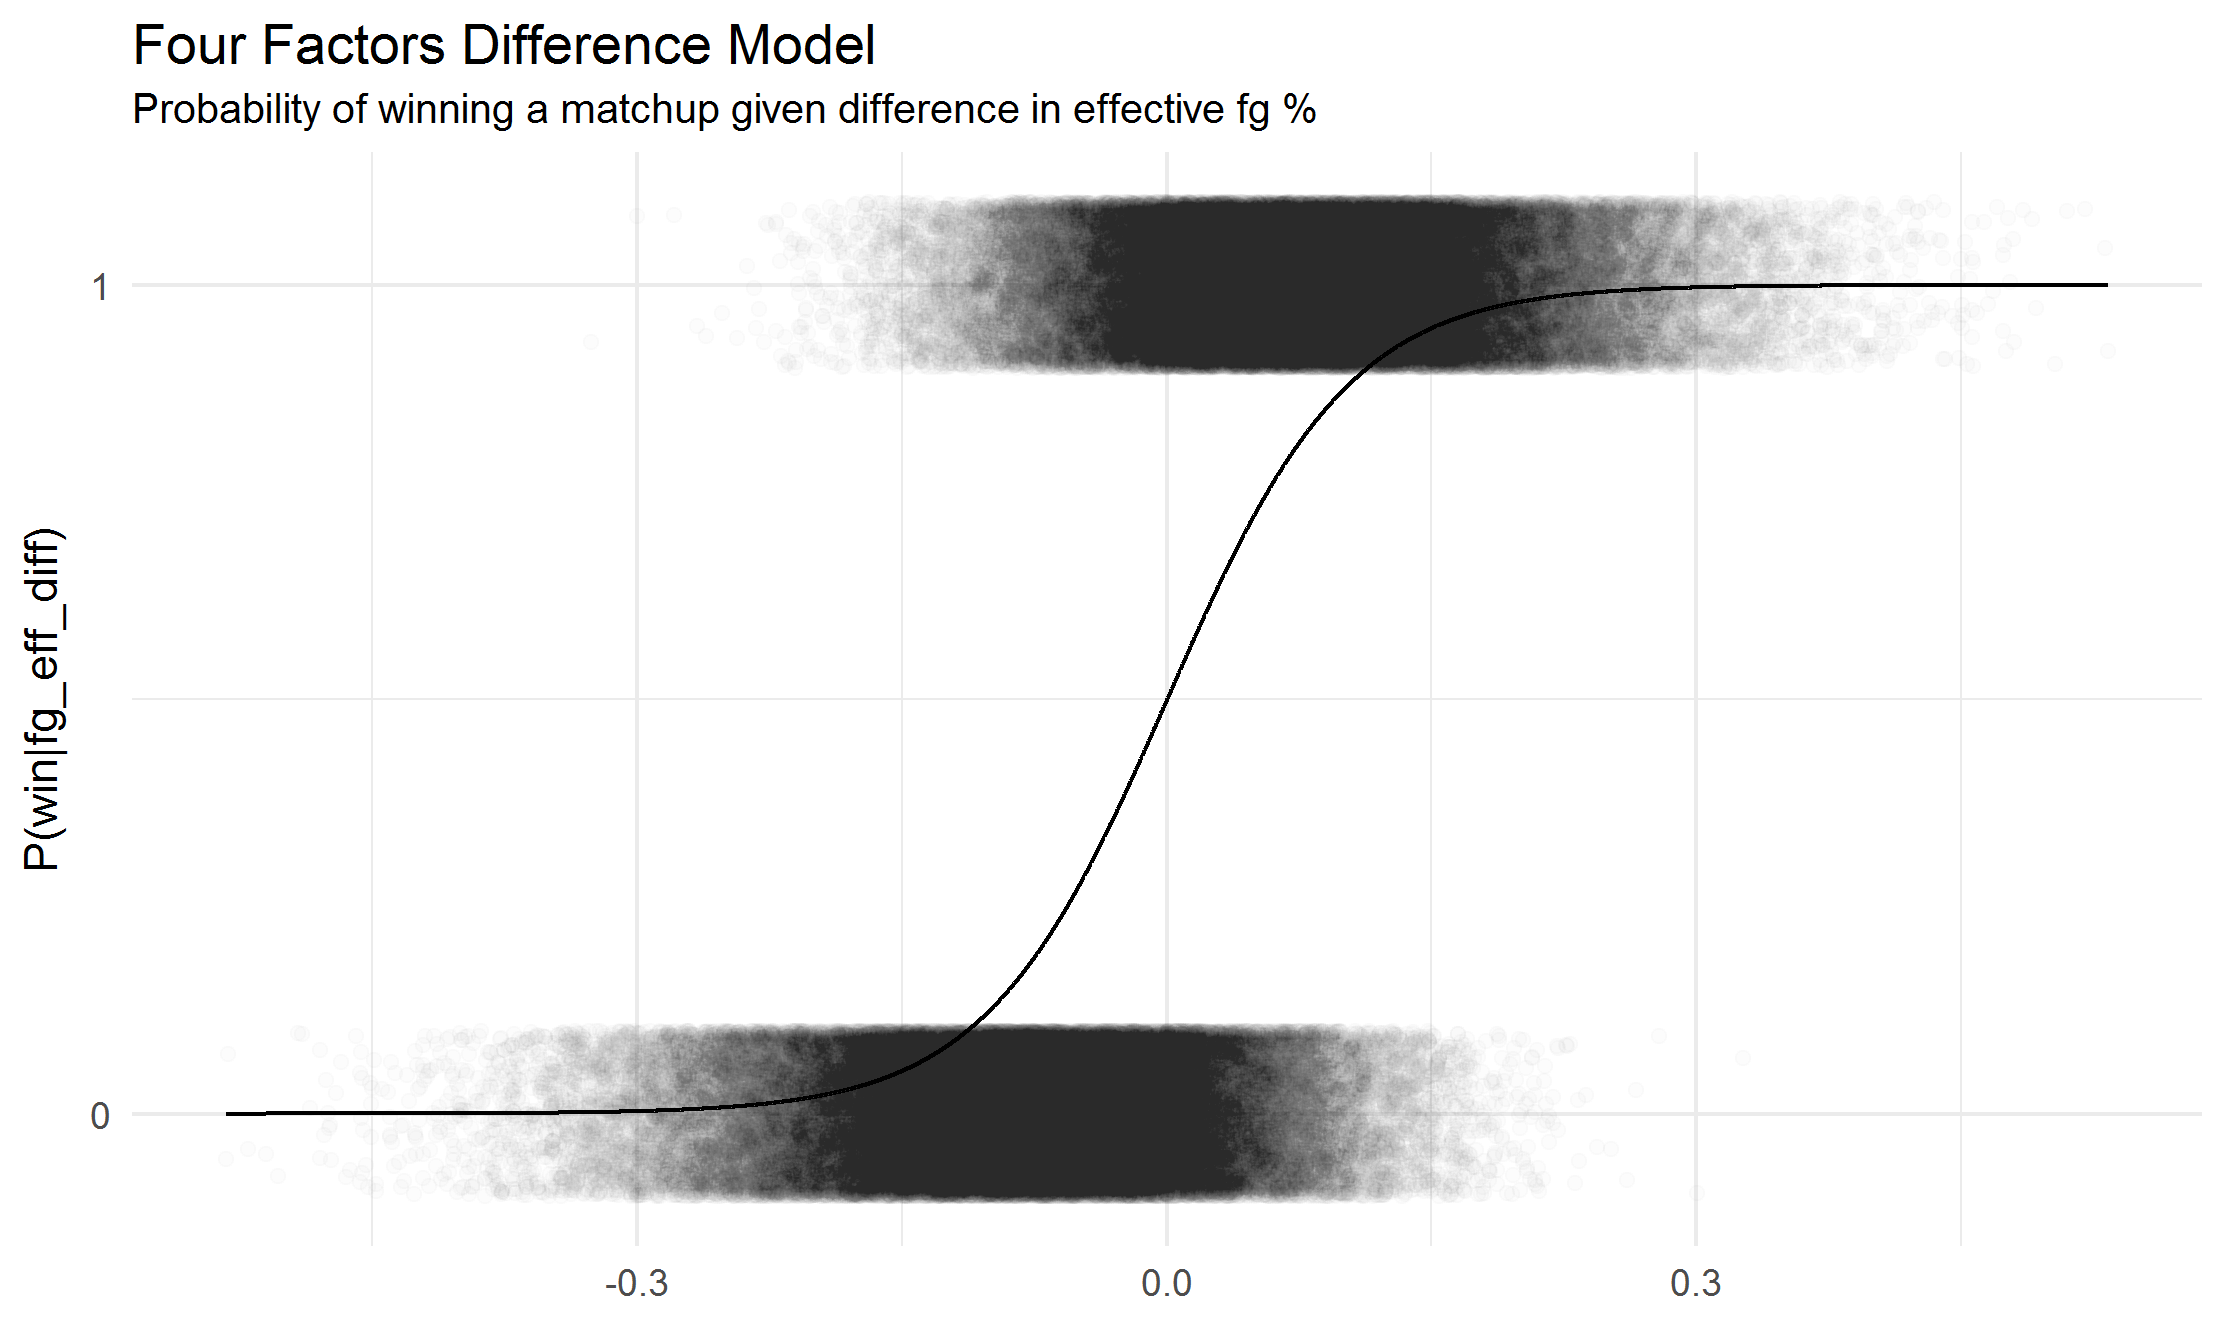 Four Factors Difference Model
Probability of winning a matchup given difference in effective fg %
P(win|fg_eff_diff)
1
0
-0.3
0.0
0.3